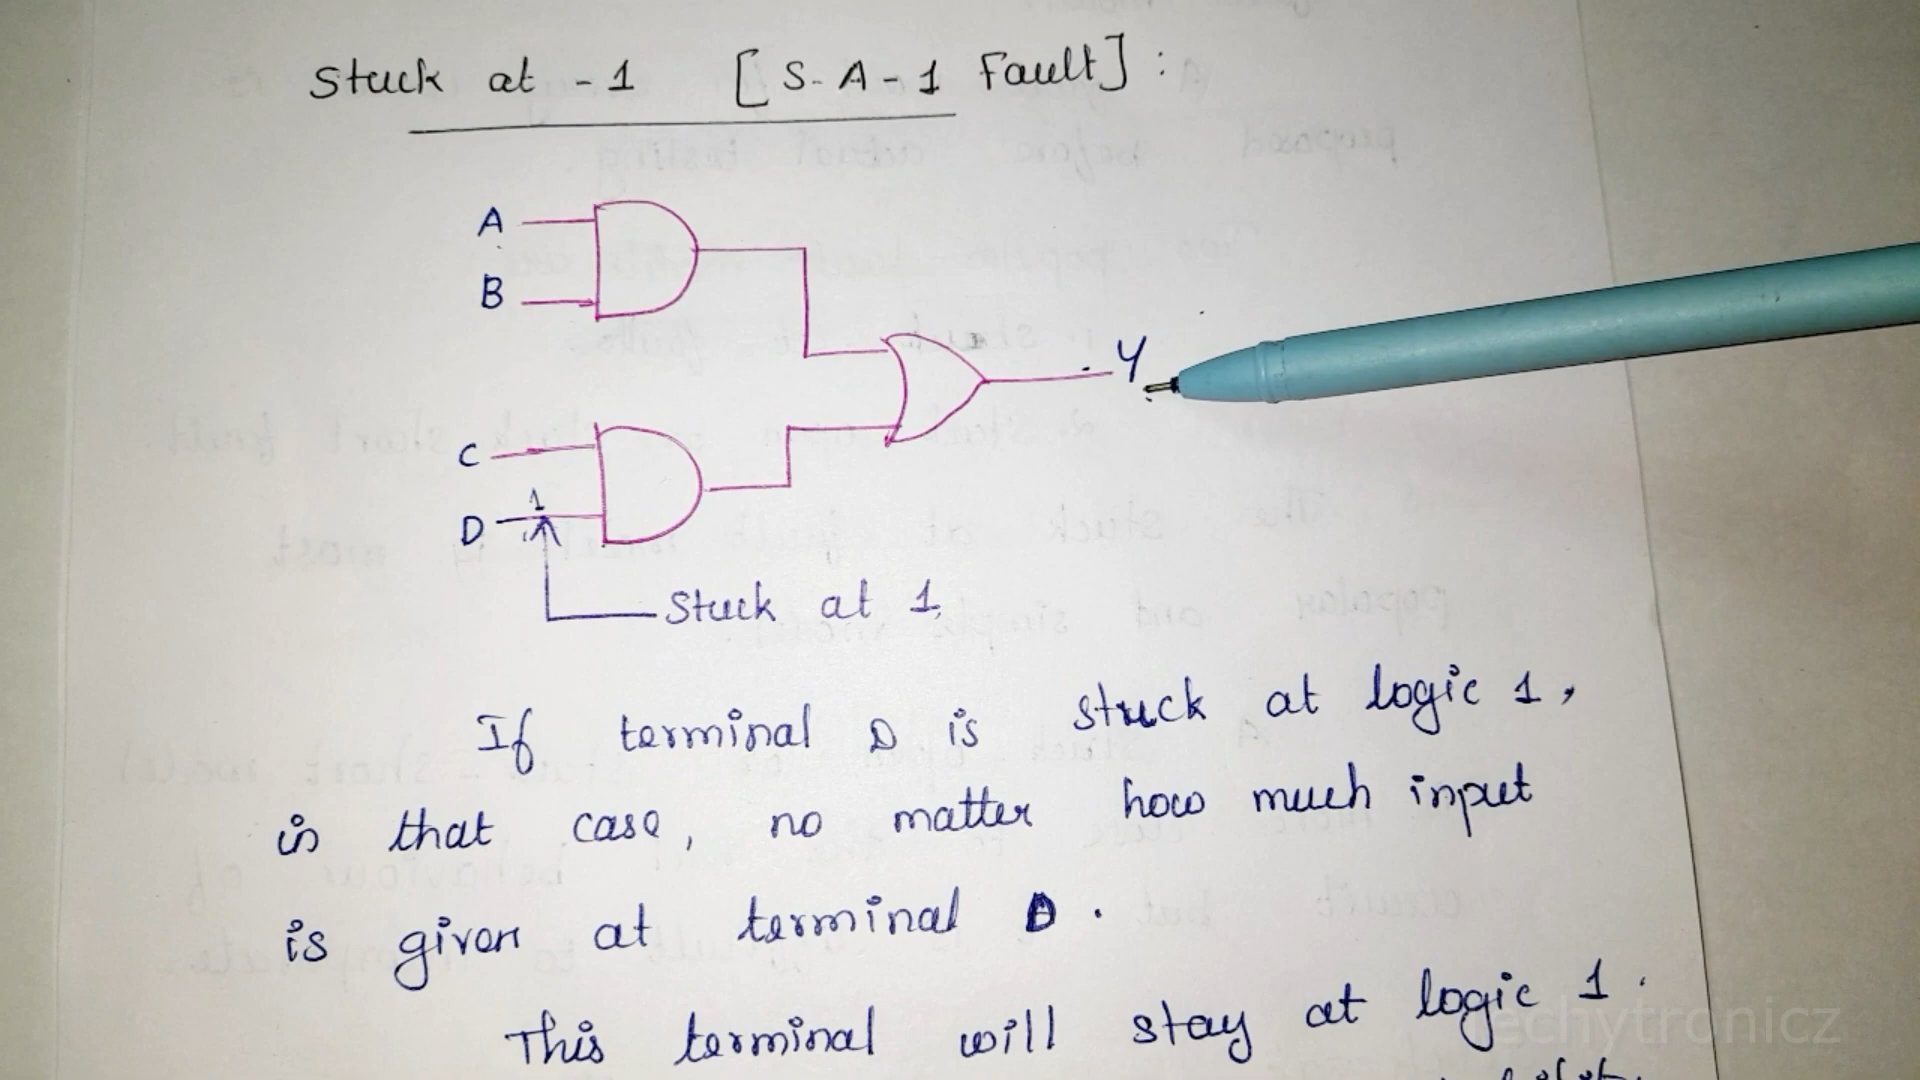 Stuck at -1 [S-A-1 Fault] :
A
B
Y
C
1
D
Stuck at 1
If terminal D is stuck at logic 1,
in that case, no matter how much input
is given at terminal D.
This terminal will stay at logic 1.
techytronicz